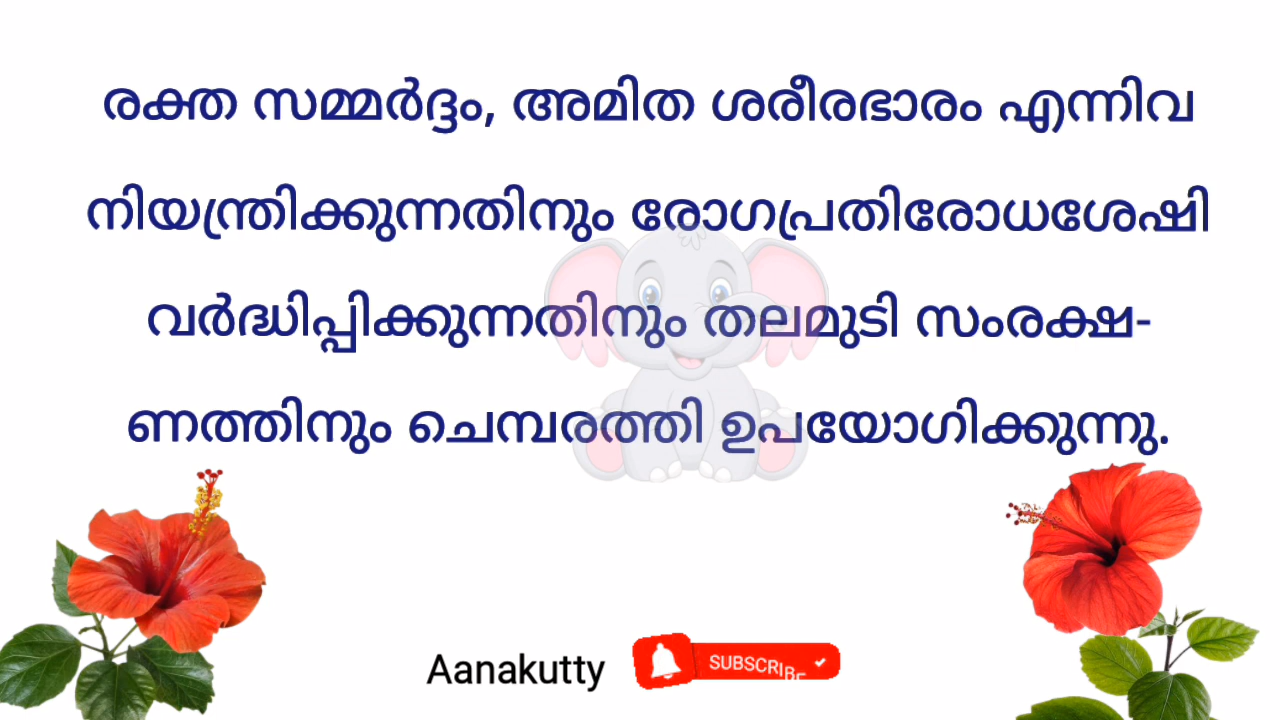 രക്ത സമ്മർദ്ദം, അമിത ശരീരഭാരം എന്നിവ
നിയന്ത്രിക്കുന്നതിനും രോഗപ്രതിരോധശേഷി
വർദ്ധിപ്പിക്കുന്നതിനും തലമുടി സംരക്ഷ-
ണത്തിനും ചെമ്പരത്തി ഉപയോഗിക്കുന്നു.
Aanakutty
SUBSCRIBE